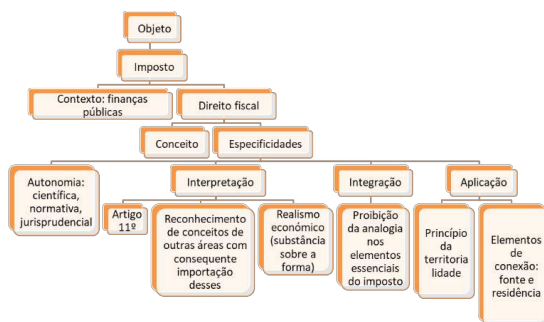 Objeto
Imposto
Contexto: finanças
públicas
Direito fiscal
Conceito
Especificidades
Autonomia:
científica,
normativa,
jurisprudencial
Interpretação
Integração
Aplicação
Artigo
11º
Reconhecimento
de conceitos de
outras áreas com
consequente
importação
desses
Realismo
económico
(substância
sobre a
forma)
Proibição
da analogia
nos
elementos
essenciais
do imposto
Princípio
da
territoria
lidade
Elementos
de
conexão:
fonte e
residência